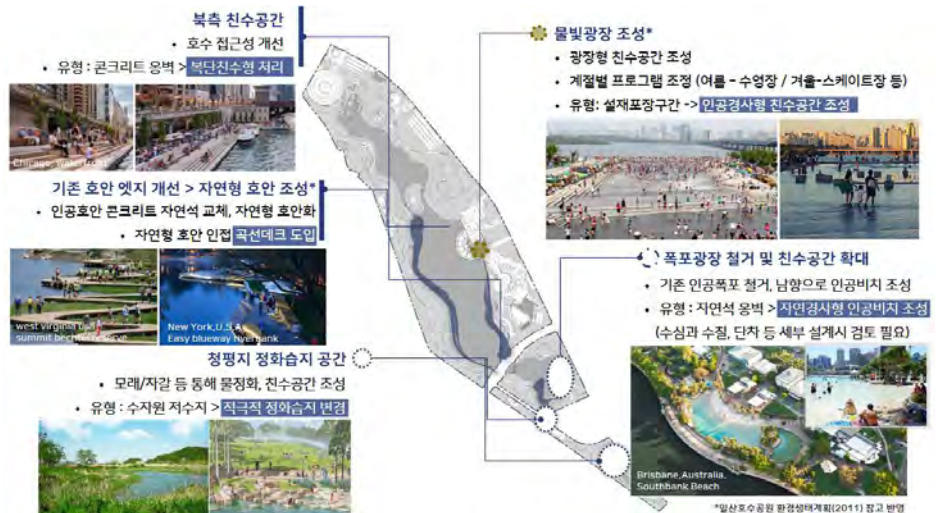 북측 친수공간
• 호수 접근성 개선
• 유형 : 콘크리트 옹벽 > 복단친수형 처리
Chicago, Waterfront
기존 호안 엣지 개선 > 자연형 호안 조성*
• 인공호안 콘크리트 자연석 교체, 자연형 호안화
• 자연형 호안 인접 곡선데크 도입
west virginia
summit bechtel reserve
New York,U.S.A
Easy blueway riverbank
청평지 정화습지 공간
• 모래/자갈 등 통해 물정화, 친수공간 조성
• 유형 : 수자원 저수지 > 적극적 정화습지 변경
물빛광장 조성*
• 광장형 친수공간 조성
• 계절별 프로그램 조정 (여름 - 수영장 / 겨울-스케이트장 등)
• 유형: 설재포장구간 -> 인공경사형 친수공간 조성
폭포광장 철거 및 친수공간 확대
• 기존 인공폭포 철거, 남향으로 인공비치 조성
• 유형 : 자연석 옹벽 > 자연경사형 인공비치 조성
(수심과 수질, 단차 등 세부 설계시 검토 필요)
Brisbane,Australia,
Southbank Beach
*일산호수공원 환경생태계획(2011) 참고 반영